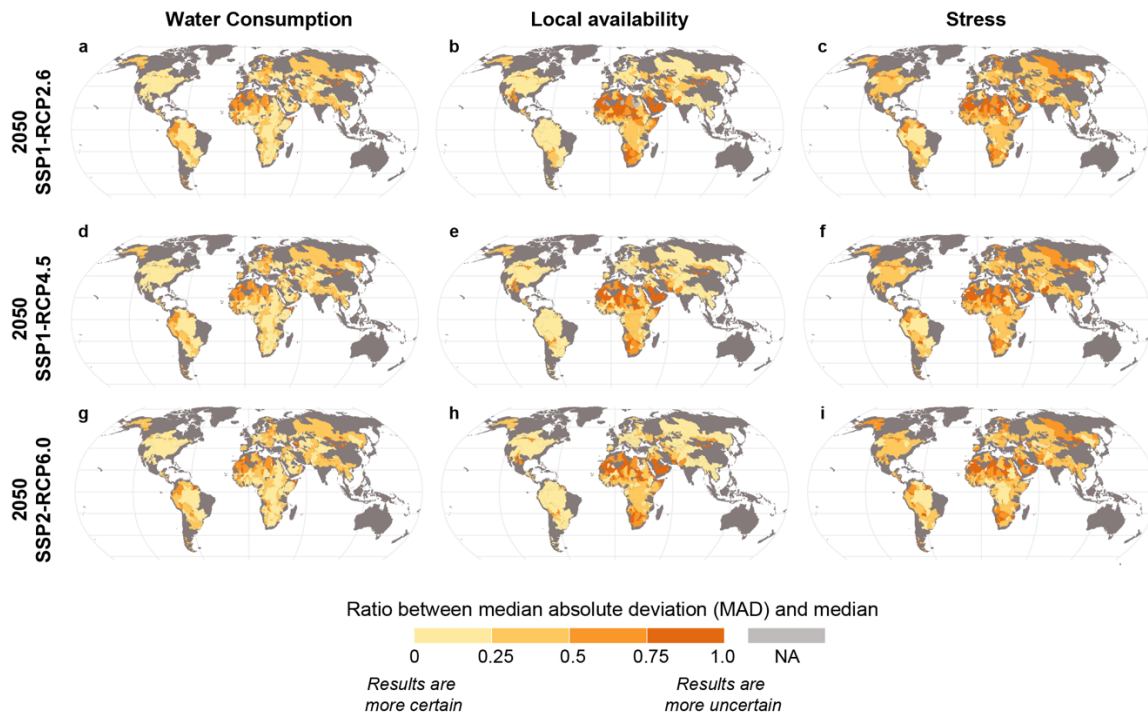 Water Consumption
Local availability
Stress
2050
SSP1-RCP2.6
a
b
c
2050
SSP1-RCP4.5
d
e
f
2050
SSP2-RCP6.0
g
h
i
Ratio between median absolute deviation (MAD) and median
0
0.25
0.5
0.75
1.0
NA
Results are
more certain
Results are
more uncertain